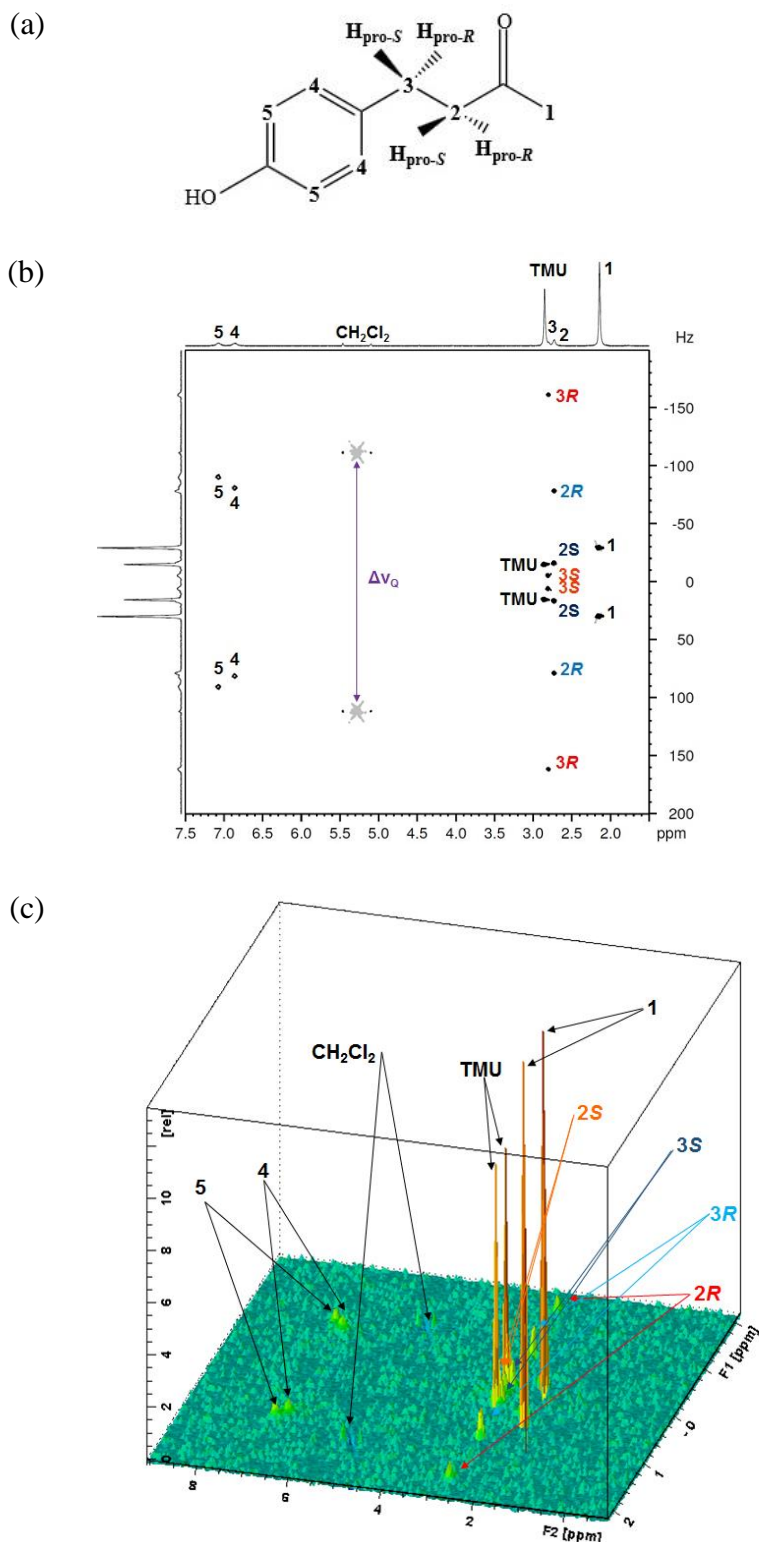 (a)
O
Hpro-S Hpro-R
4 3 1
5 2
4 Hpro-S Hpro-R
HO 5
(b)
TMU 1
5 4 CH2Cl2 3 2 Hz
3R -150
-100
5 4 2R
-50
2S 1
TMU 3S 0
TMU 3S 1
2S
ΔνQ
50
5 4 2R
100
3R 150
200
7.5 7.0 6.5 6.0 5.5 5.0 4.5 4.0 3.5 3.0 2.5 2.0 ppm
(c)
1
CH2Cl2 TMU
2S
[rel]
3S
10
4
5 3R
8
2R
6
4
2
0
F1 [ppm]
- 0
1
2
8 6 4 2 F2 [ppm]